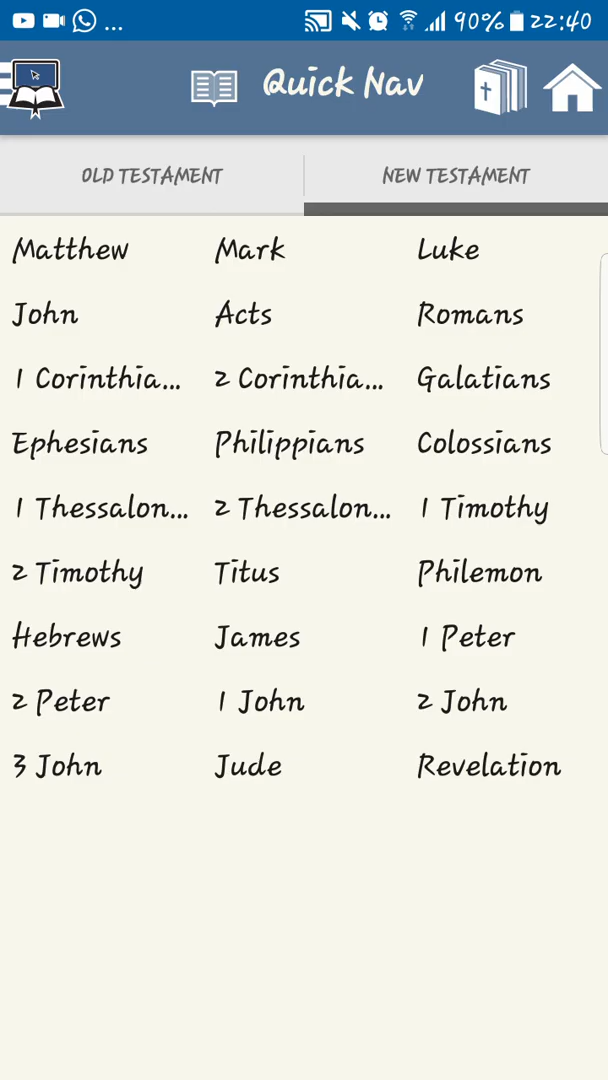 ... 90% 22:40
Quick Nav
OLD TESTAMENT NEW TESTAMENT
Matthew Mark Luke
John Acts Romans
1 Corinthia... 2 Corinthia... Galatians
Ephesians Philippians Colossians
1 Thessalon... 2 Thessalon... 1 Timothy
2 Timothy Titus Philemon
Hebrews James 1 Peter
2 Peter 1 John 2 John
3 John Jude Revelation